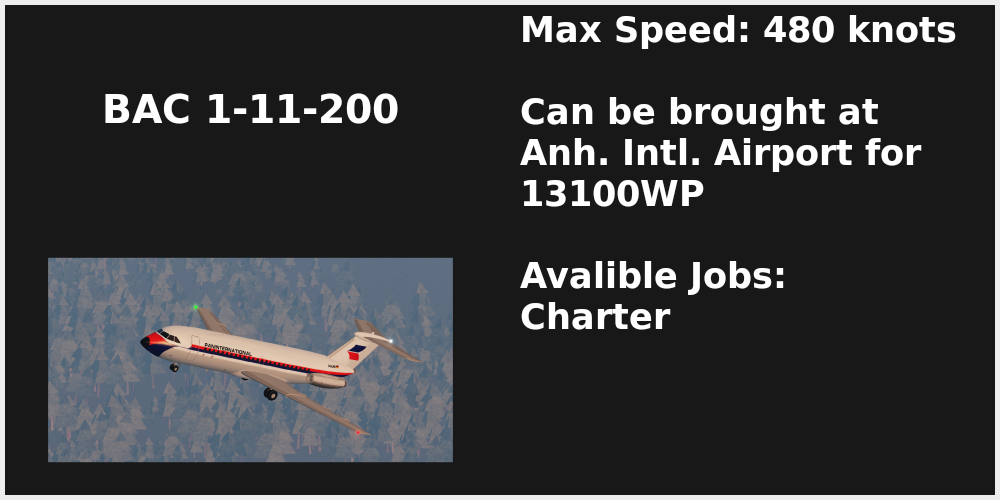 BAC 1-11-200
Max Speed: 480 knots
Can be brought at
Anh. Intl. Airport for
13100WP
Avalible Jobs:
Charter
PANINTERNATIONAL